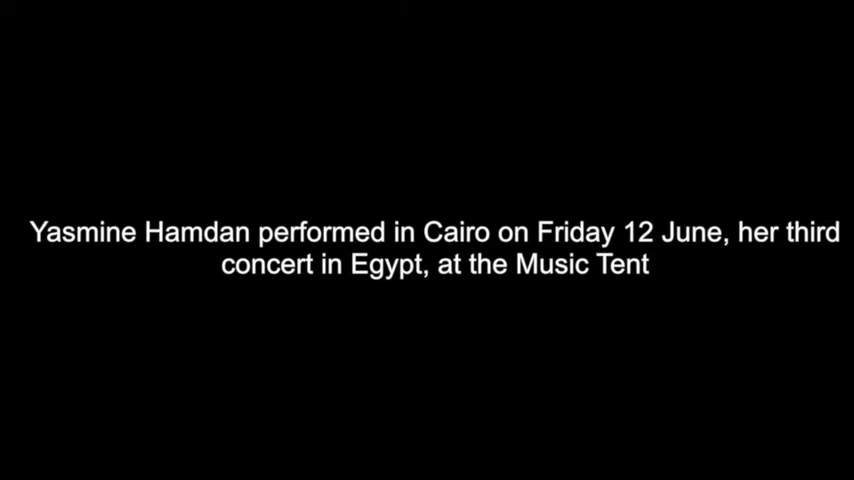 Yasmine Hamdan performed in Cairo on Friday 12 June, her third
concert in Egypt, at the Music Tent